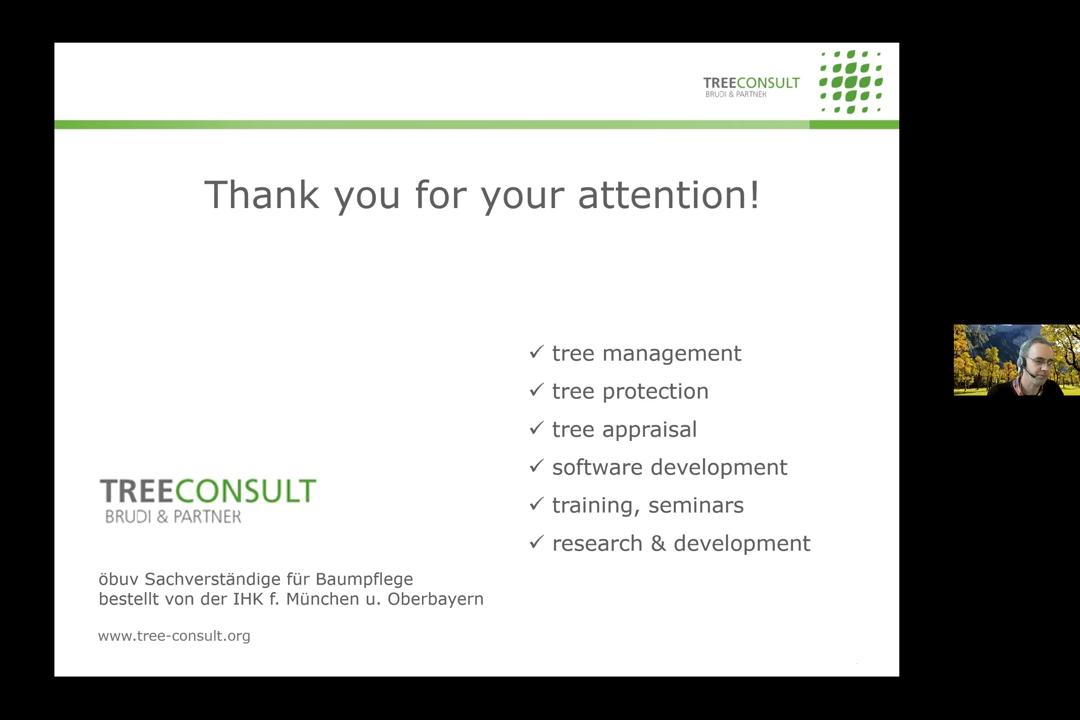 TREECONSULT
BRUDI & PARTNER
Thank you for your attention!
✓ tree management
✓ tree protection
✓ tree appraisal
✓ software development
✓ training, seminars
✓ research & development
TREECONSULT
BRUDI & PARTNER
öbuv Sachverständige für Baumpflege
bestellt von der IHK f. München u. Oberbayern
www.tree-consult.org